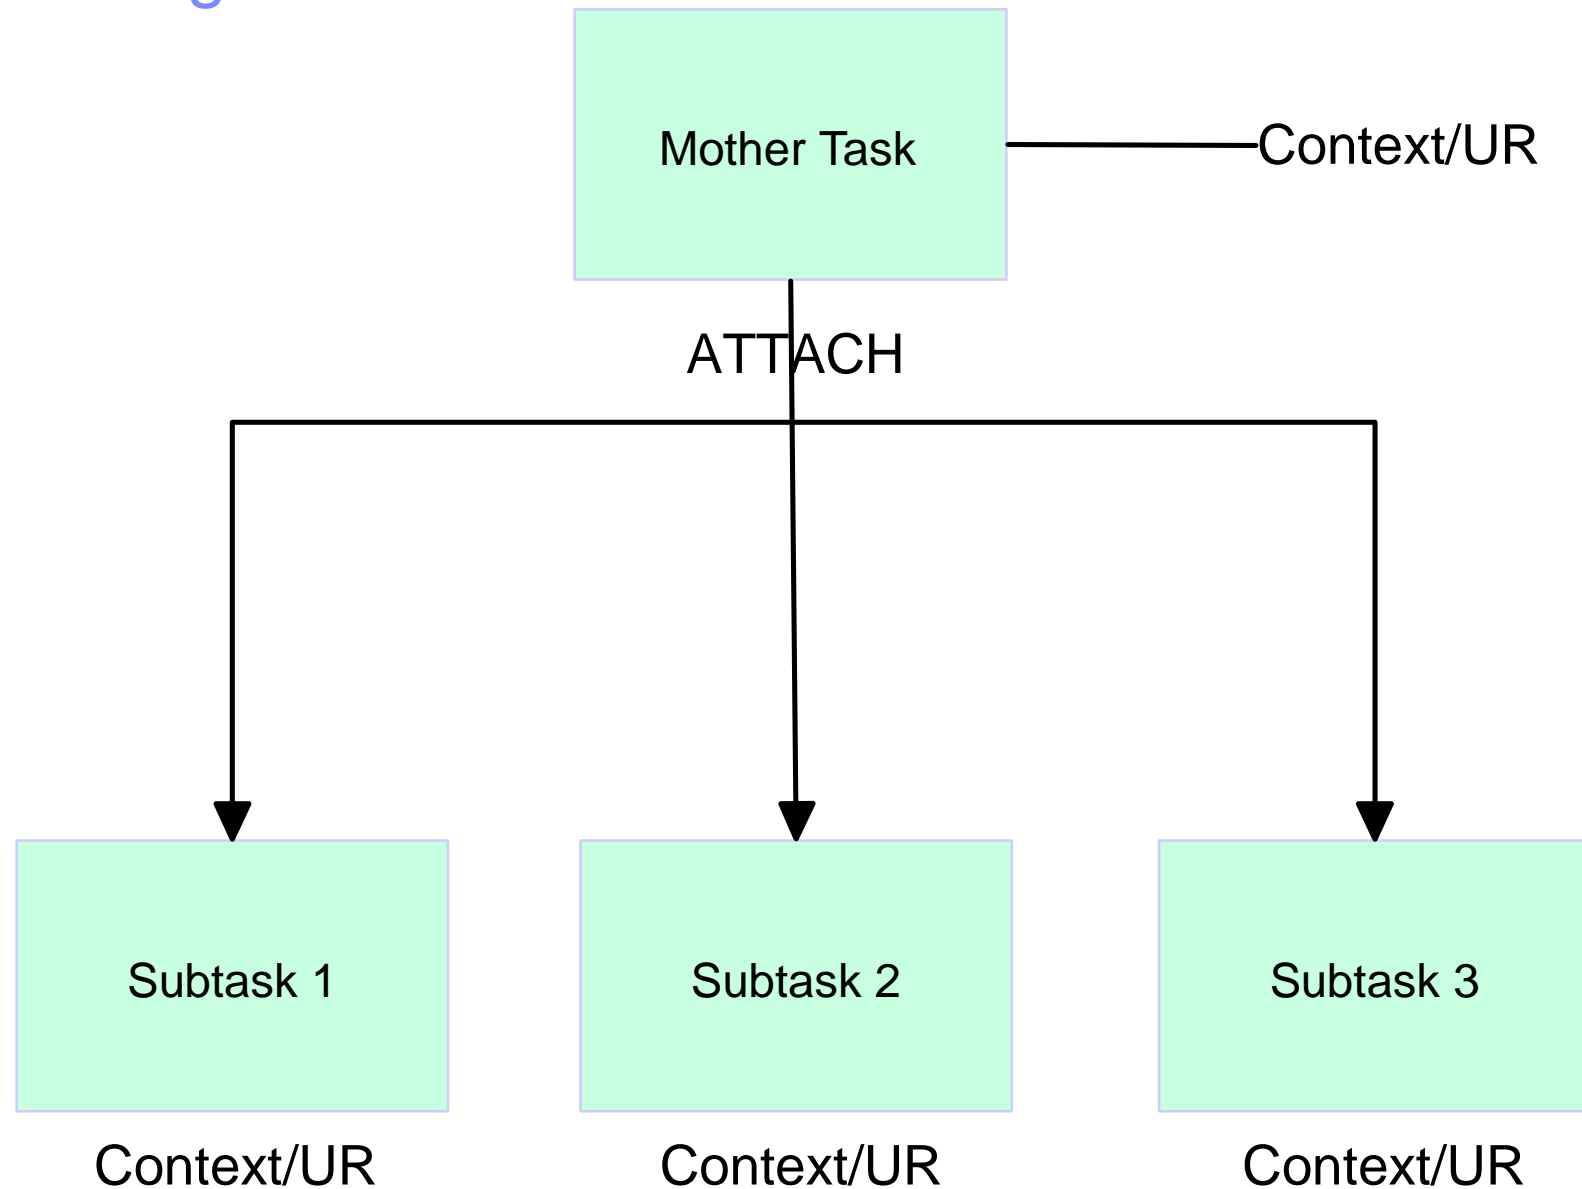 Mother Task
Context/UR
ATTACH
Subtask 1
Subtask 2
Subtask 3
Context/UR
Context/UR
Context/UR